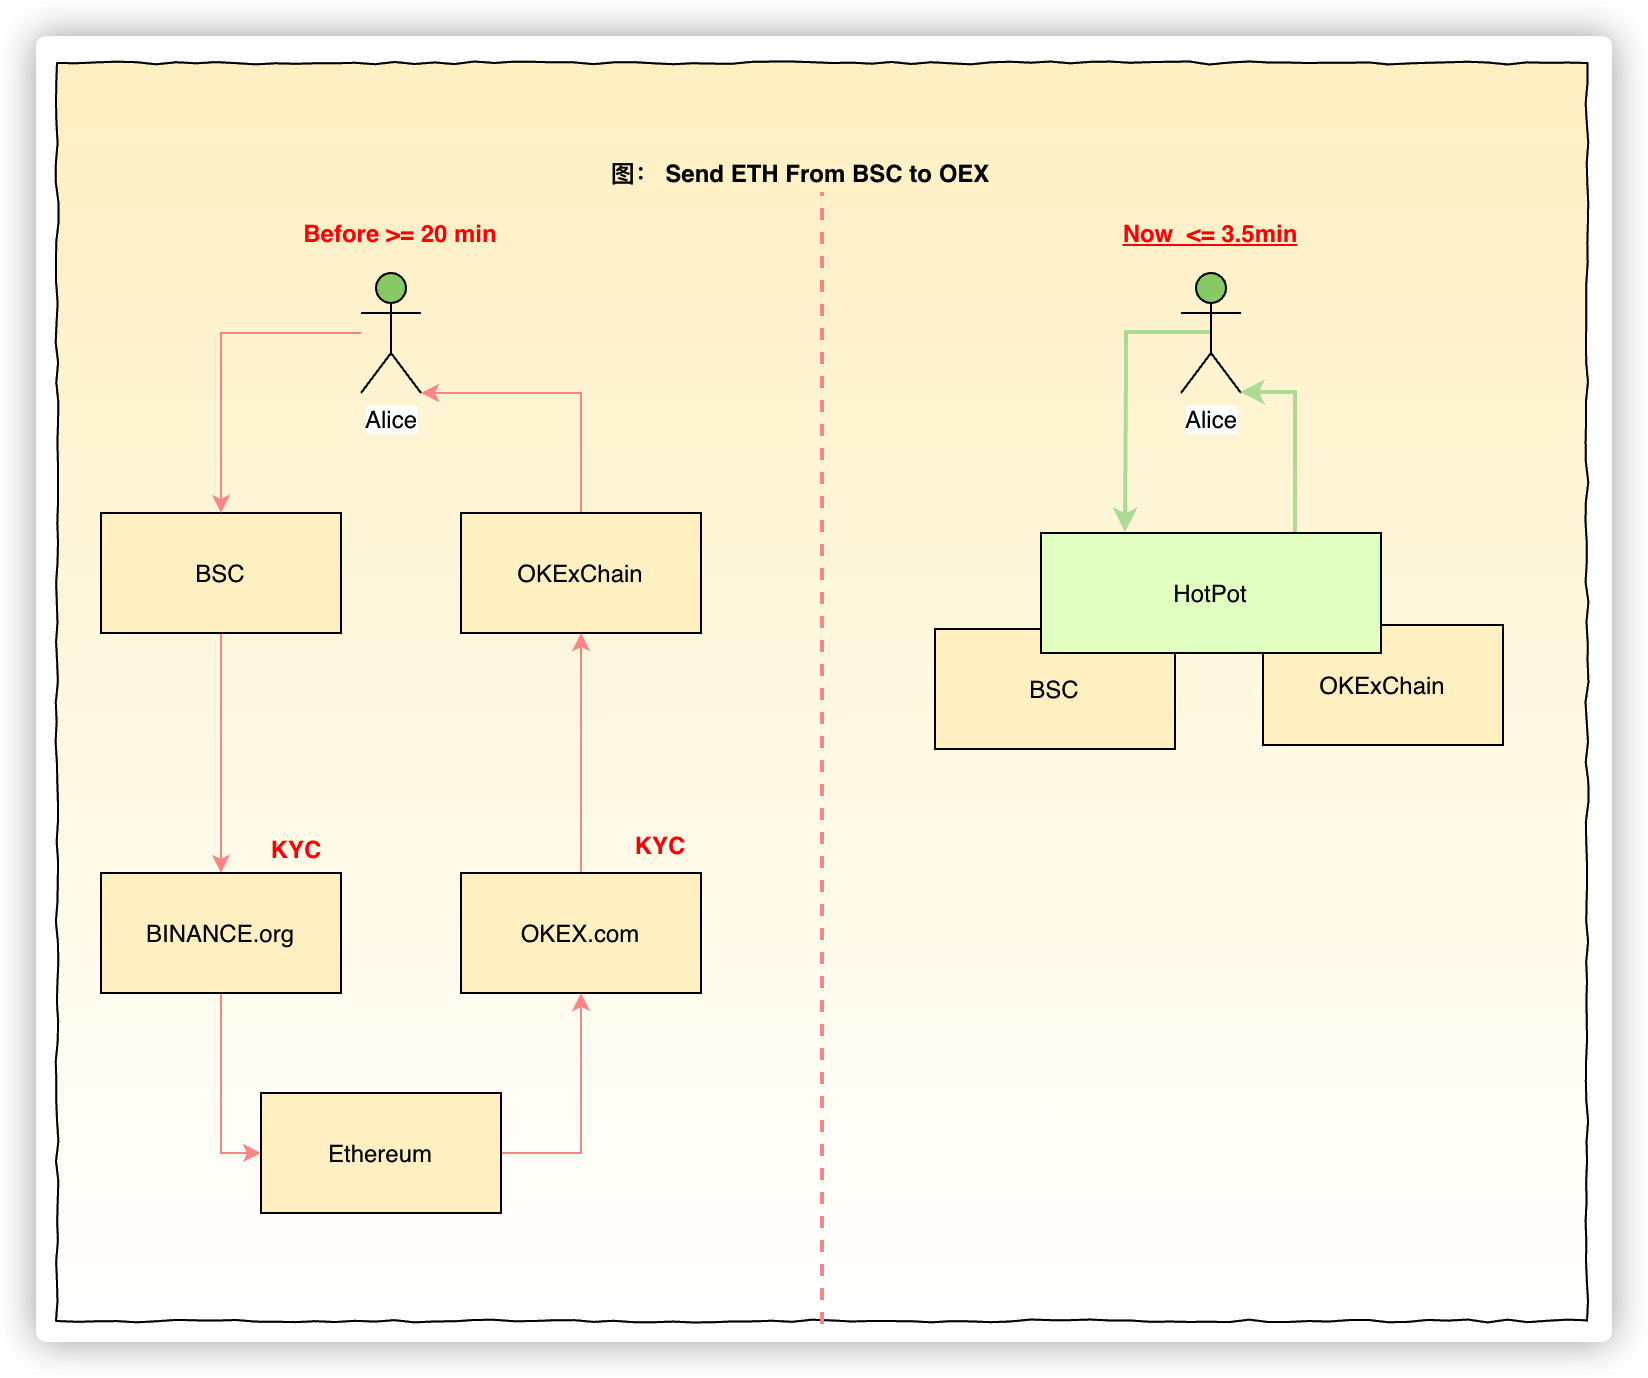 图： Send ETH From BSC to OEX
Before >= 20 min
Now <= 3.5min
Alice
Alice
BSC
OKExChain
HotPot
BSC
OKExChain
KYC
KYC
BINANCE.org
OKEX.com
Ethereum